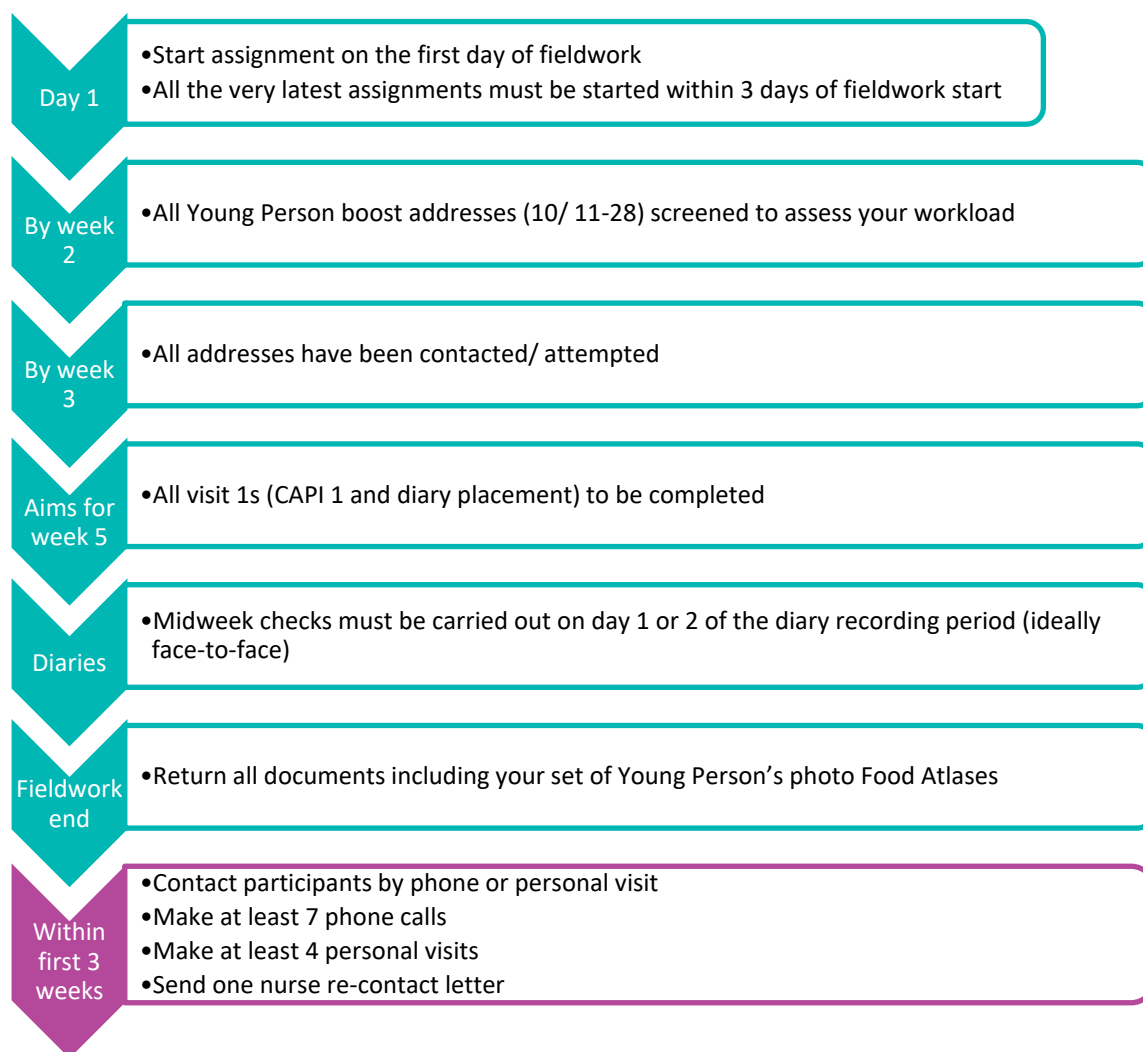 Day 1
•Start assignment on the first day of fieldwork
•All the very latest assignments must be started within 3 days of fieldwork start
By week
2
•All Young Person boost addresses (10/ 11-28) screened to assess your workload
By week
3
•All addresses have been contacted/ attempted
Aims for
week 5
•All visit 1s (CAPI 1 and diary placement) to be completed
Diaries
•Midweek checks must be carried out on day 1 or 2 of the diary recording period (ideally
face-to-face)
Fieldwork
end
•Return all documents including your set of Young Person’s photo Food Atlases
Within
first 3
weeks
•Contact participants by phone or personal visit
•Make at least 7 phone calls
•Make at least 4 personal visits
•Send one nurse re-contact letter